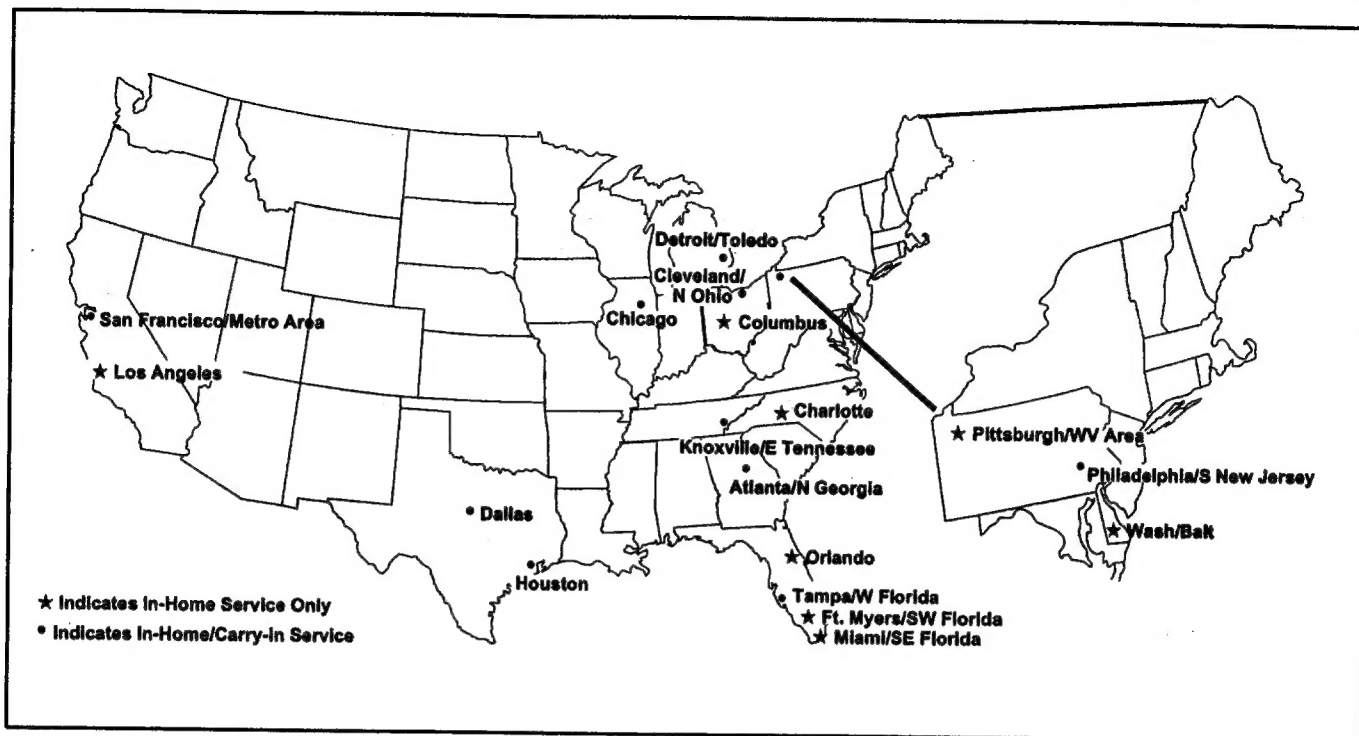 Detroit/Toledo
Cleveland/
N Ohio
Chicago
Columbus
San Francisco/Metro Area
Los Angeles
Charlotte
Knoxville/E Tennessee
Atlanta/N Georgia
Pittsburgh/WV Area
Philadelphia/S New Jersey
Wash/Balt
Dallas
Houston
Orlando
Tampa/W Florida
Ft. Myers/SW Florida
Miami/SE Florida
★ Indicates In-Home Service Only
• Indicates In-Home/Carry-in Service